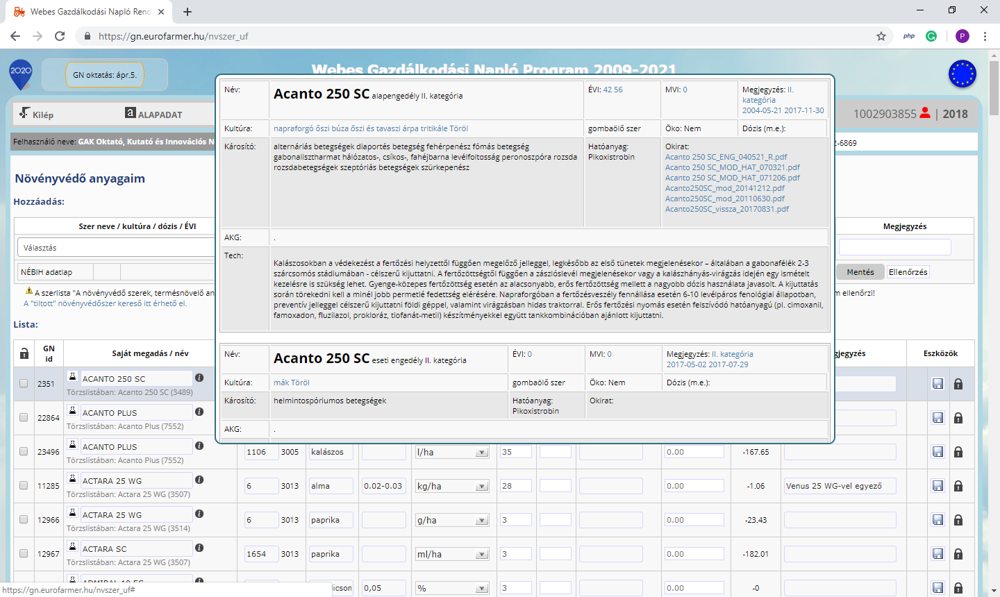 Webes Gazdálkodási Napló Rend
https://gn.eurofarmer.hu/nvszer_uf
php
P
2020
GN oktatás: ápr.5.
Webes Gazdálkodási Napló Program 2009-2021
Kilép
ALAPADAT
1002903855 | 2018
Felhasználó neve: GAK Oktató, Kutató és Innovációs N
2-6869
Név:
Acanto 250 SC alapengedély II. kategória
ÉVI: 42 56
MVI: 0
Megjegyzés: II.
kategória
2004-05-21 2017-11-30
Kultúra:
napraforgó őszi búza őszi és tavaszi árpa tritikále Töröl
gombaölő szer
Öko: Nem
Dózis (m.e.):
Károsító:
alternáriás betegségek diaportés betegség fehérpenész fómás betegség
gabonalisztharmat hálózatos-, csíkos-, fahéjbarna levélfoltosság peronoszpóra rozsda
rozsdabetegségek szeptóriás betegségek szürkepenész
Hatóanyag:
Pikoxistrobin
Okirat:
Acanto 250 SC_ENG_040521_R.pdf
Acanto 250 SC_MOD_HAT_070321.pdf
Acanto 250 SC_MOD_HAT_071206.pdf
Acanto250SC_mod_20141212.pdf
Acanto250SC_mod_20110630.pdf
Acanto250SC_vissza_20170831.pdf
AKG:
.
Tech:
Kalászosokban a védekezést a fertőzési helyzettől függően megelőző jelleggel, legkésőbb az első tünetek megjelenésekor – általában a gabonafélék 2-3
szárcsomós stádiumában - célszerű kijuttatni. A fertőzöttségtől függően a zászlóslevél megjelenésekor vagy a kalászhányás-virágzás idején egy ismételt
kezelésre is szükség lehet. Gyenge-közepes fertőzöttség esetén az alacsonyabb, erős fertőzöttség mellett a nagyobb dózis használata javasolt. A kijuttatás
során törekedni kell a minél jobb permetlé fedettség elérésére. Napraforgóban a fertőzésveszély fennállása esetén 6-10 levélpáros fenológiai állapotban,
preventív jelleggel célszerű kijuttatni földi géppel, valamint virágzásban hidas traktorral. Erős fertőzési nyomás esetén felszívódó hatóanyagú (pl. cimoxanil,
famoxadon, fluzilazol, prokloráz, tiofanát-metil) készítményekkel együtt tankkombinációban ajánlott kijuttatni.
Név:
Acanto 250 SC eseti engedély II. kategória
ÉVI: 0
MVI: 0
Megjegyzés: II. kategória
2017-05-02 2017-07-29
Kultúra:
mák Töröl
gombaölő szer
Öko: Nem
Dózis (m.e.):
Károsító:
helmintospóriumos betegségek
Hatóanyag:
Pikoxistrobin
Okirat:
AKG:
.
Növényvédő anyagaim
Hozzáadás:
Szer neve / kultúra / dózis / ÉVI
Megjegyzés
Választás
NÉBIH adatlap
Mentés
Ellenőrzés
A szerlista "A növényvédő szerek, termésnövelő an
m ellenőrzi!
A "tiltott" növényvédőszer kereső itt érhető el.
Lista:
GN
id
Saját megadás / név
gjegyzés
Eszközök
2351
ACANTO 250 SC
Törzslistában: Acanto 250 SC (3489)
22864
ACANTO PLUS
Törzslistában: Acanto Plus (7552)
23496
ACANTO PLUS
Törzslistában: Acanto Plus (7552)
1106 3005 kalászos l/ha 35 0.00 -167.65
11285
ACTARA 25 WG
Törzslistában: Actara 25 WG (3507)
6 3013 alma 0.02-0.03 kg/ha 28 0.00 -1.06 Venus 25 WG-vel egyező
12966
ACTARA 25 WG
Törzslistában: Actara 25 WG (3514)
6 3013 paprika g/ha 3 0.00 -23.43
12967
ACTARA SC
Törzslistában: Actara 25 WG (3507)
1654 3013 paprika ml/ha 3 0.00 -182.01
ADMIRAL 10 EC
licson 0,05 % 3 0.00 -0
https://gn.eurofarmer.hu/nvszer_uf#